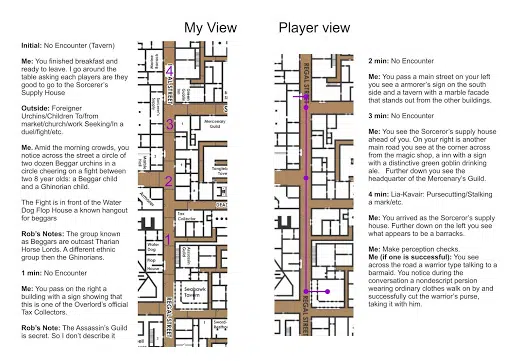 My View
Player view
Initial: No Encounter (Tavern)
Me: You finished breakfast and
ready to leave. I go around the
table asking each players are they
good to go to the Sorcerer's
Supply House
Outside: Foreigner
Urchins/Children To/from
market/church/work Seeking/In a
duel/fight/etc.
Me. Amid the morning crowds, you
notice across the street a circle of
two dozen Beggar urchins in a
circle cheering on a fight between
two 8 year olds: a Beggar child
and a Ghinorian child.
The Fight is in front of the Water
Dog Flop House a known hangout
for beggars
Rob's Notes: The group known
as Beggars are outcast Tharian
Horse Lords. A different ethnic
group then the Ghinorians.
1 min: No Encounter
Me: You pass on the right a
building with a sign showing that
this is one of the Overlord's official
Tax Collectors.
Rob's Note: The Assassin's Guild
is secret. So I don't describe it
4
REGAL STREET
3
Mercenary
Guild
2
Tax
Collector
1
Water
Dog
Flop
House
Assassin
Guild
Seahawk
Tavern
REGAL STREET
REGAL STREET
REGAL STREET
2 min: No Encounter
Me: You pass a main street on your left
you see a armorer's sign on the south
side and a tavern with a marble facade
that stands out from the other buildings.
3 min: No Encounter
Me: You see the Sorcerer's supply house
ahead of you. On your right is another
main road you see at the corner across
from the magic shop, a inn with a sign
with a distinctive green goblin drinking
ale. Further down you see the
headquarter of the Mercenary's Guild.
4 min: Lia-Kavair: Pursecutting/Stalking
a mark/etc.
Me: You arrived as the Sorceror's supply
house. Further down on the left you see
what appears to be a barracks.
Me: Make perception checks.
Me (if one is successful): You see
across the road a warrior type talking to a
barmaid. You notice during the
conversation a nondescript persion
wearing ordinary clothes walk on by and
successfully cut the warrior's purse,
taking it with him.